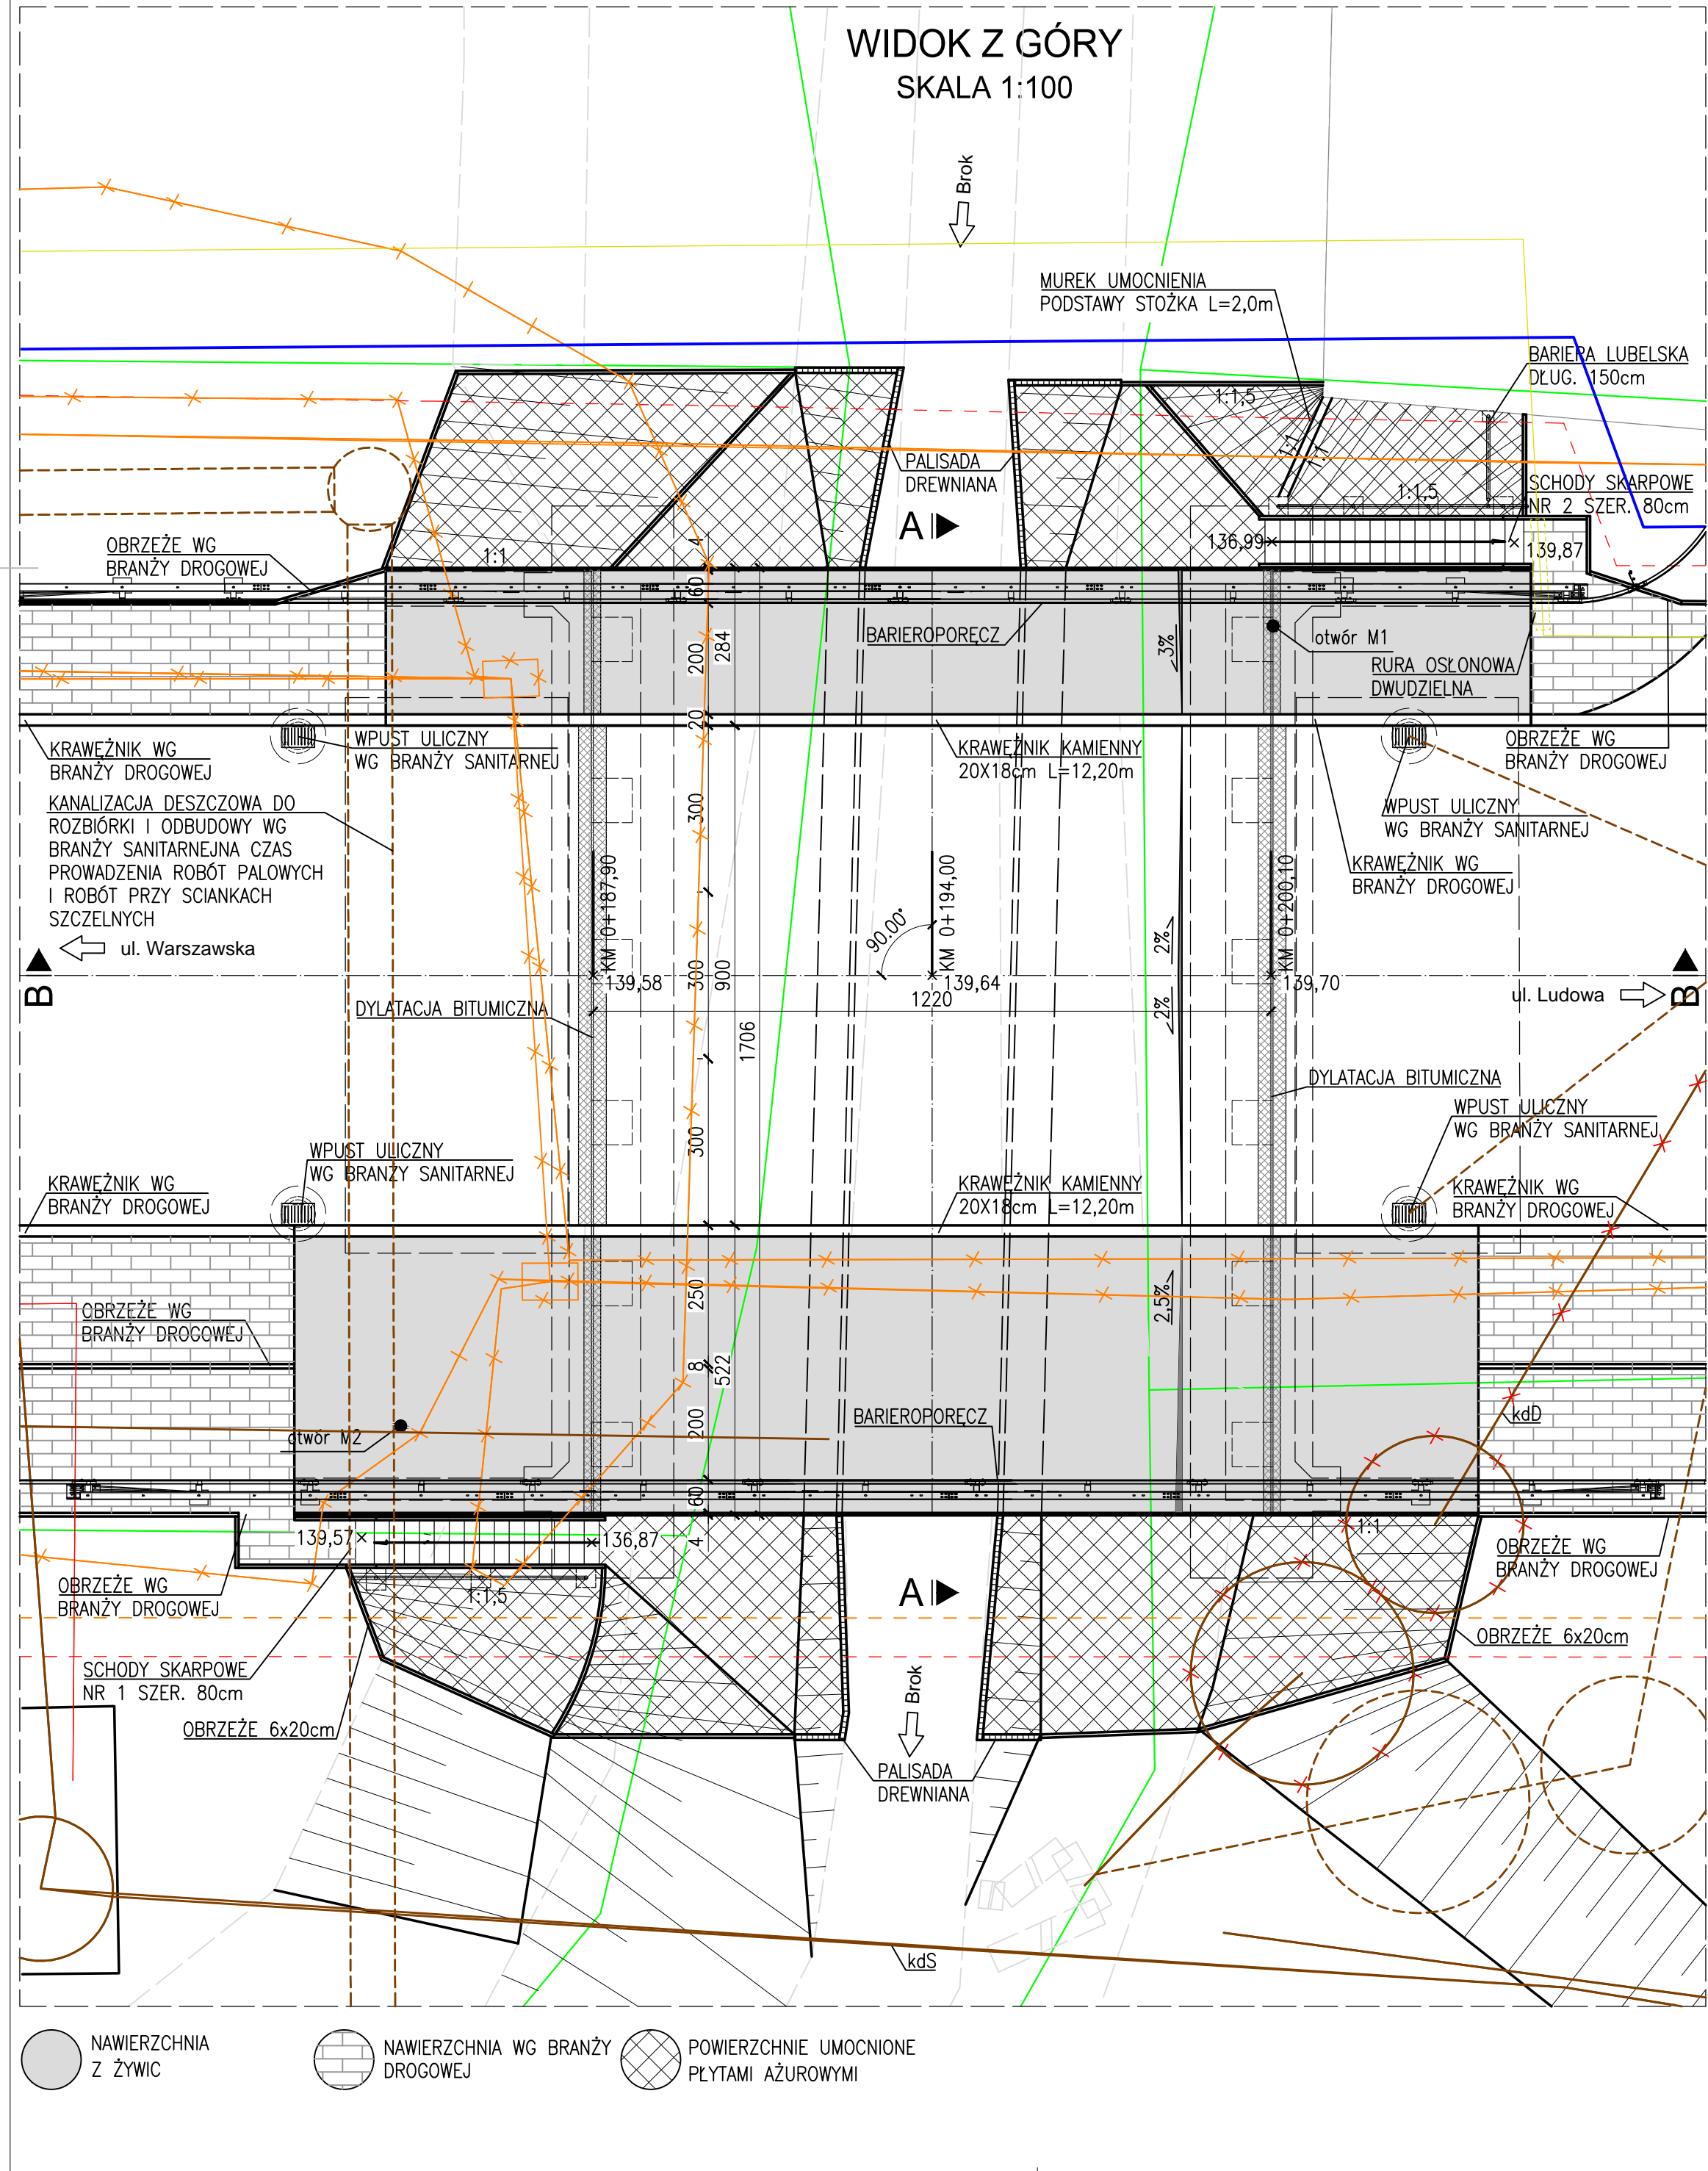 WIDOK Z GÓRY
SKALA 1:100
Brok
MUREK UMOCNIENIA
PODSTAWY STOŻKA L=2,0m
BARIERA LUBELSKA
DŁUG. 150cm
1:1,5
1:1
1:1
PALISADA
DREWNIANA
1:1,5
SCHODY SKARPOWE
NR 2 SZER. 80cm
A
136,99
139,87
OBRZEŻE WG
BRANŻY DROGOWEJ
1:1
4
60
BARIEROPORĘCZ
200
284
3%
otwór M1
RURA OSŁONOWA
DWUDZIELNA
20
KRAWĘŻNIK WG
BRANŻY DROGOWEJ
WPUST ULICZNY
WG BRANŻY SANITARNEJ
KRAWĘŻNIK KAMIENNY
20X18cm L=12,20m
OBRZEŻE WG
BRANŻY DROGOWEJ
KANALIZACJA DESZCZOWA DO
ROZBIÓRKI I ODBUDOWY WG
BRANŻY SANITARNEJNA CZAS
PROWADZENIA ROBÓT PALOWYCH
I ROBÓT PRZY SCIANKACH
SZCZELNYCH
300
WPUST ULICZNY
WG BRANŻY SANITARNEJ
KRAWĘŻNIK WG
BRANŻY DROGOWEJ
KM 0+187,90
90.00°
KM 0+194,00
KM 0+200,10
2%
ul. Warszawska
B
139,58
300
900
139,64
1220
139,70
ul. Ludowa
B
DYLATACJA BITUMICZNA
2%
1706
DYLATACJA BITUMICZNA
WPUST ULICZNY
WG BRANŻY SANITARNEJ
300
WPUST ULICZNY
WG BRANŻY SANITARNEJ
KRAWĘŻNIK WG
BRANŻY DROGOWEJ
KRAWĘŻNIK KAMIENNY
20X18cm L=12,20m
KRAWĘŻNIK WG
BRANŻY DROGOWEJ
OBRZEŻE WG
BRANŻY DROGOWEJ
250
2,5%
8
522
200
BARIEROPORĘCZ
kdD
otwór M2
60
139,57
136,87
4
1:1
OBRZEŻE WG
BRANŻY DROGOWEJ
1:1,5
A
OBRZEŻE WG
BRANŻY DROGOWEJ
OBRZEŻE 6x20cm
SCHODY SKARPOWE
NR 1 SZER. 80cm
OBRZEŻE 6x20cm
Brok
PALISADA
DREWNIANA
kdS
NAWIERZCHNIA
Z ŻYWIC
NAWIERZCHNIA WG BRANŻY
DROGOWEJ
POWIERZCHNIE UMOCNIONE
PŁYTAMI AŻUROWYMI